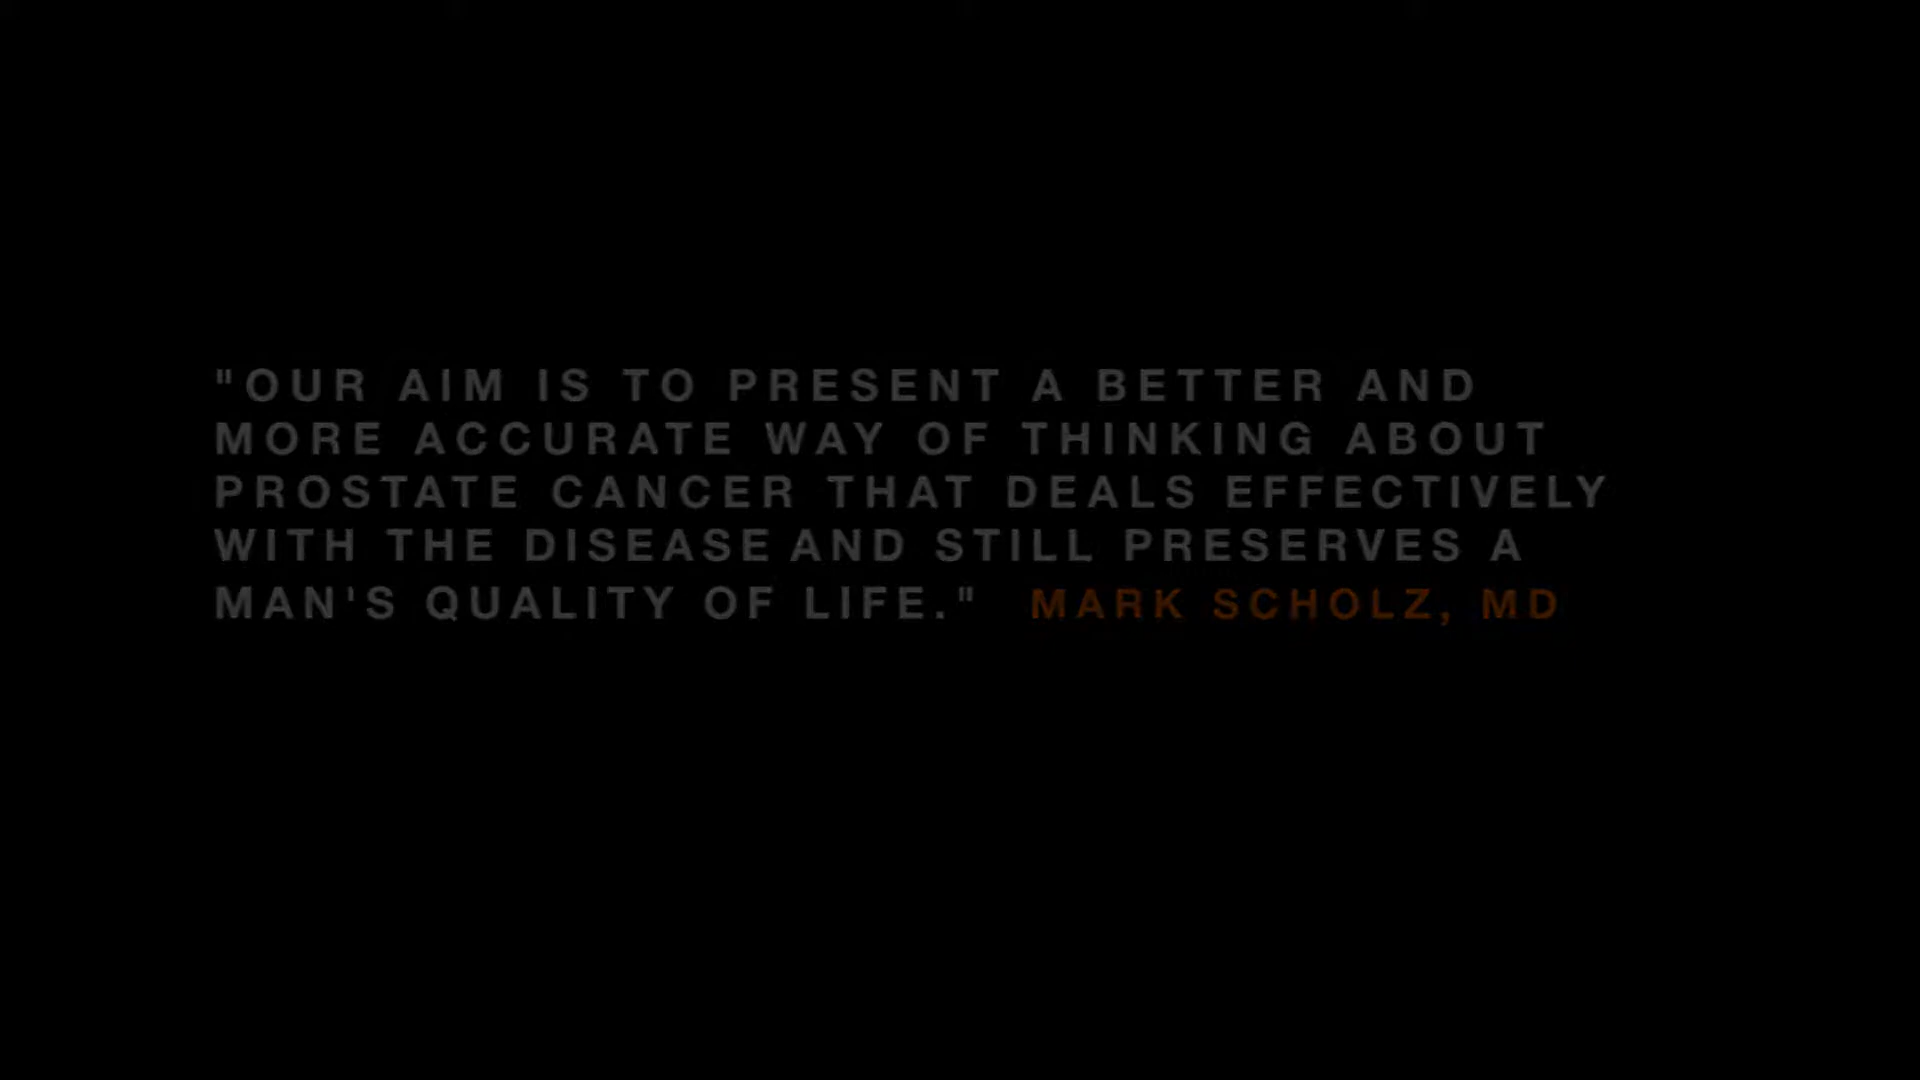 "OUR AIM IS TO PRESENT A BETTER AND
MORE ACCURATE WAY OF THINKING ABOUT
PROSTATE CANCER THAT DEALS EFFECTIVELY
WITH THE DISEASE AND STILL PRESERVES A
MAN'S QUALITY OF LIFE." MARK SCHOLZ, MD